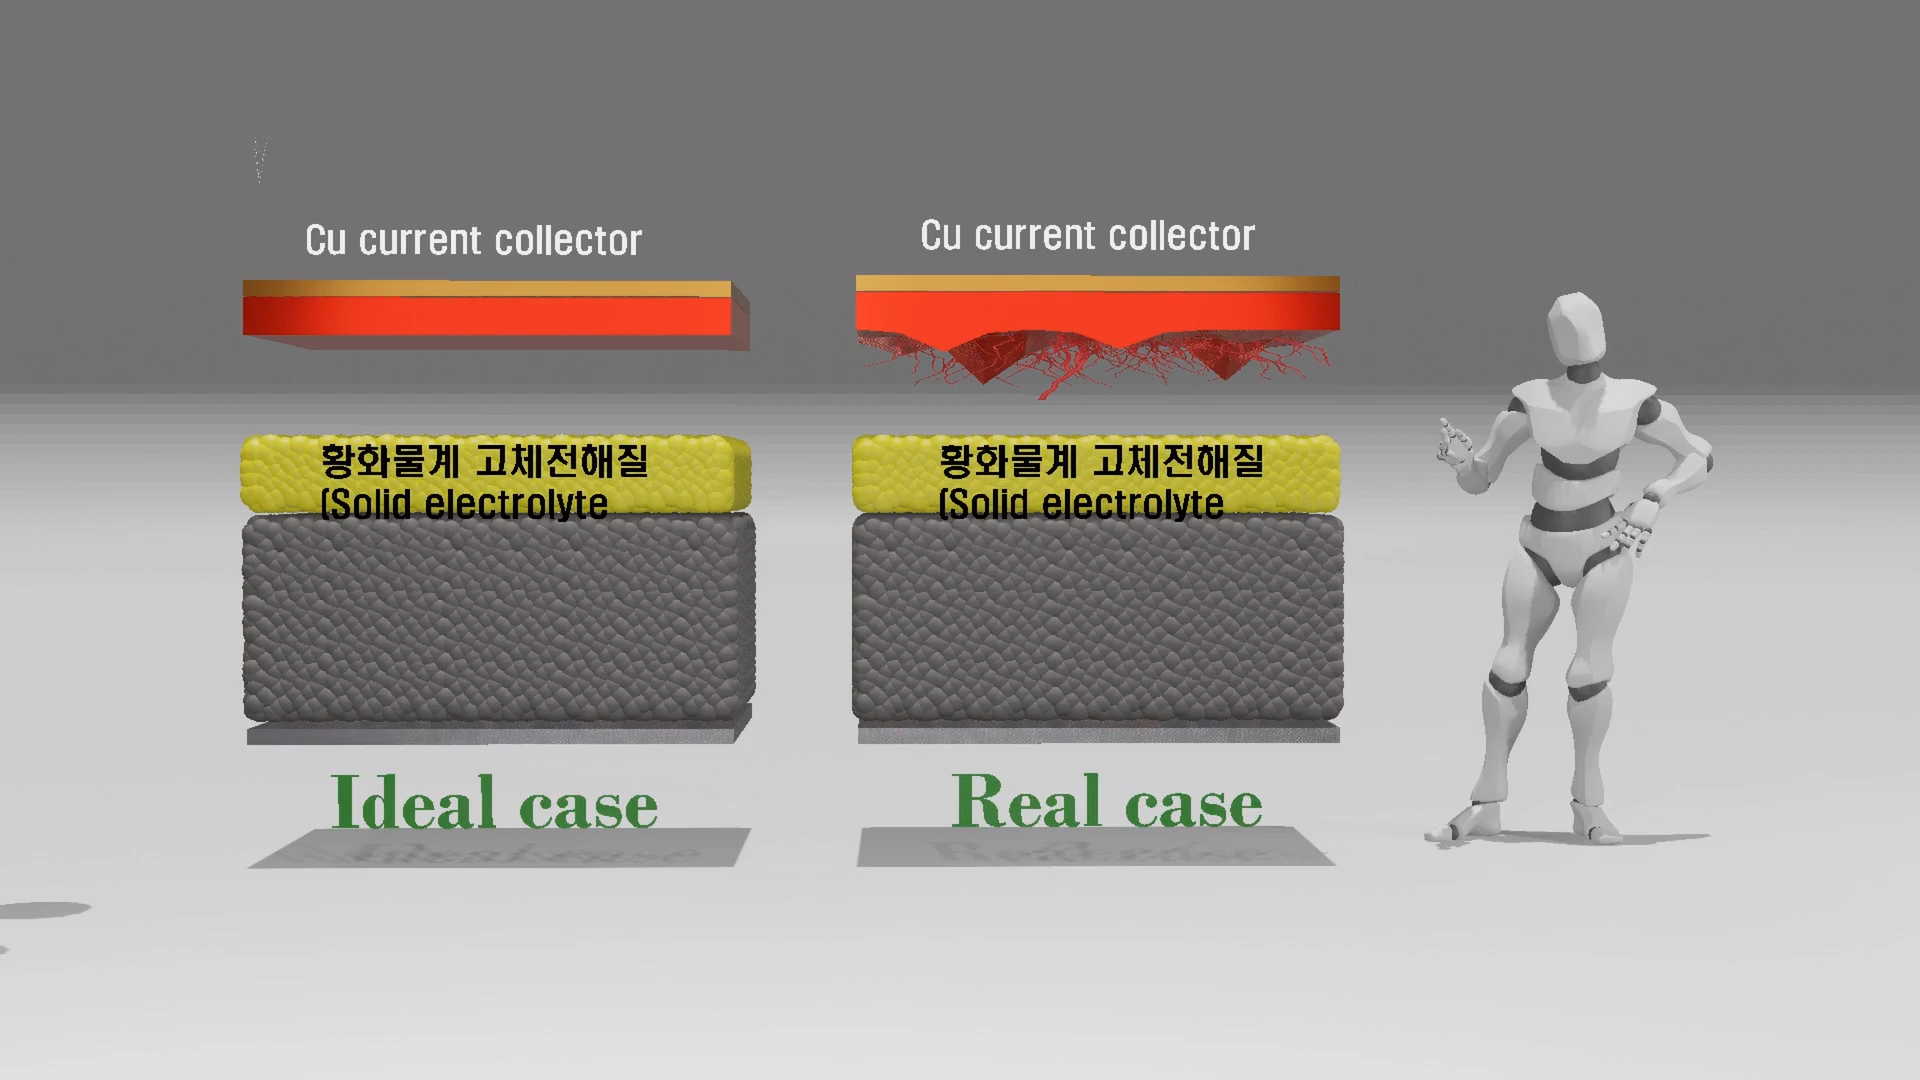 Cu current collector
Cu current collector
황화물계 고체전해질
(Solid electrolyte
황화물계 고체전해질
(Solid electrolyte
Ideal case
Real case